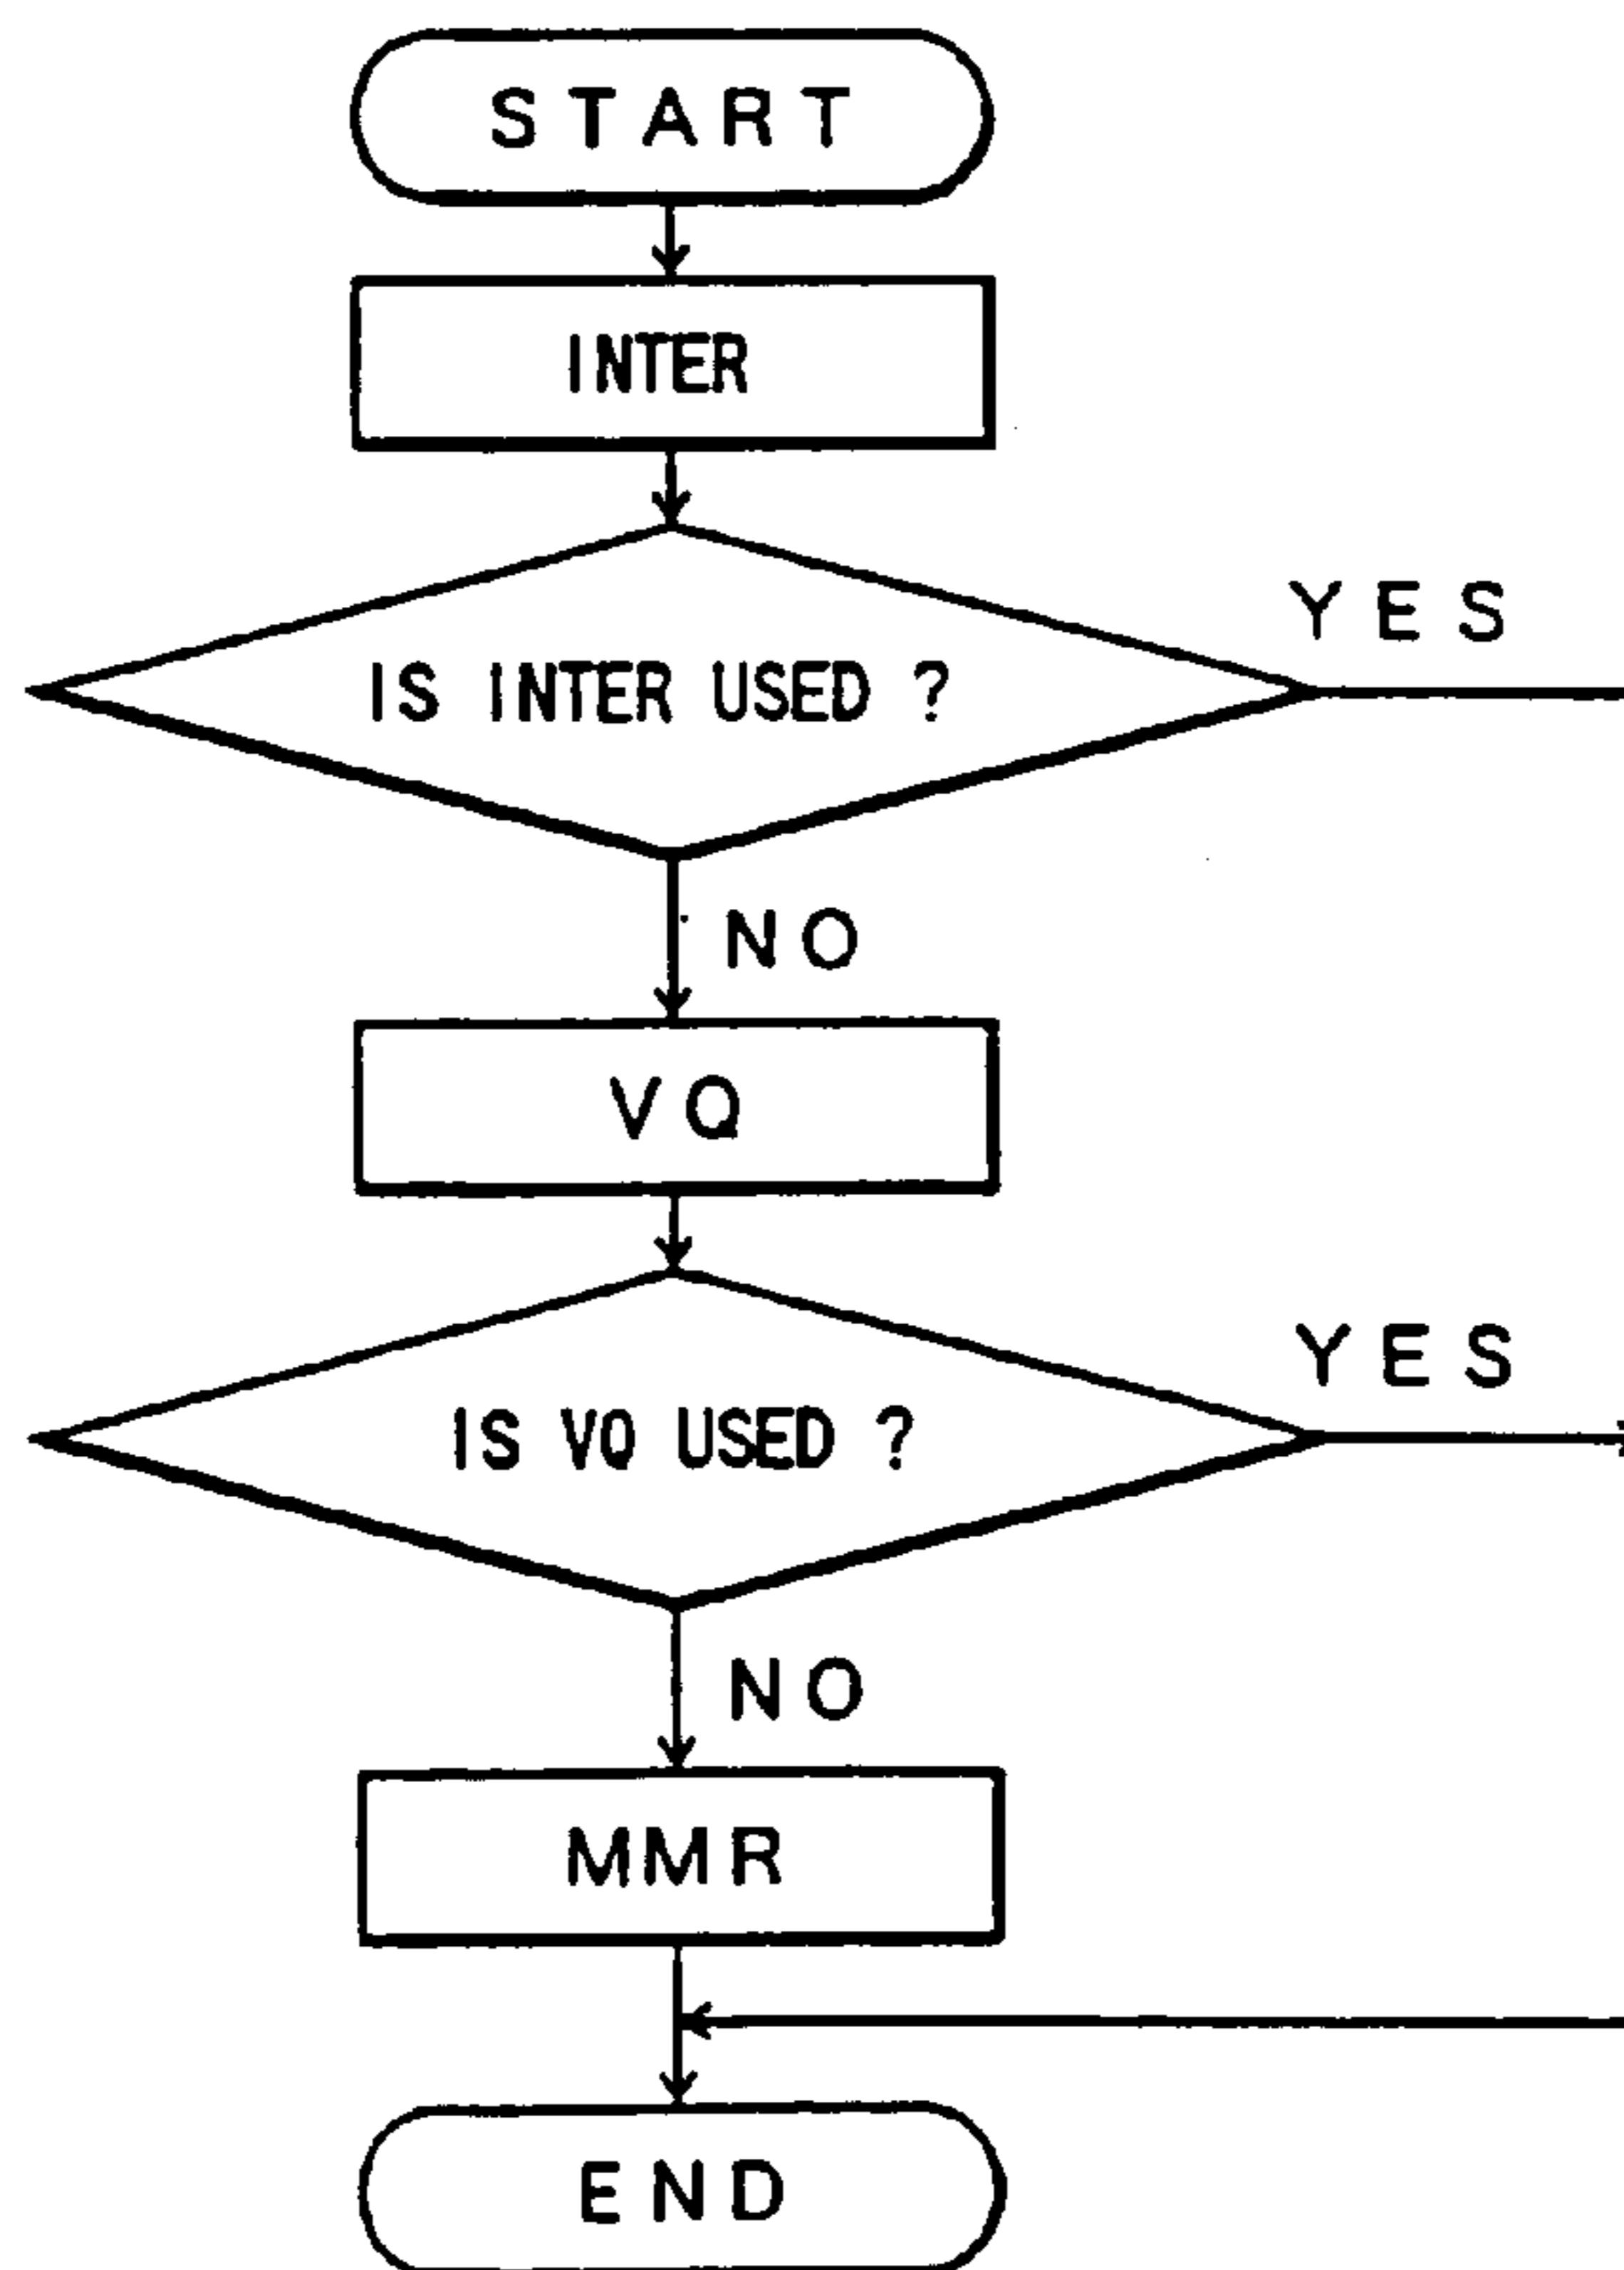 START
INTER
YES
IS INTER USED ?
NO
VQ
YES
IS VQ USED ?
NO
MMR
END